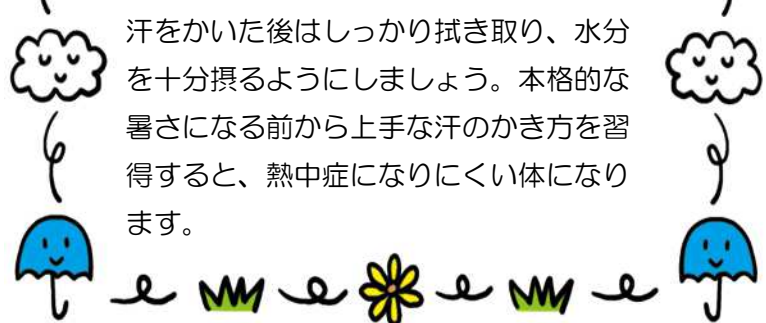 汗をかいた後はしっかり拭き取り、水分
を十分摂るようにしましょう。本格的な
暑さになる前から上手な汗のかき方を習
得すると、熱中症になりにくい体になり
ます。